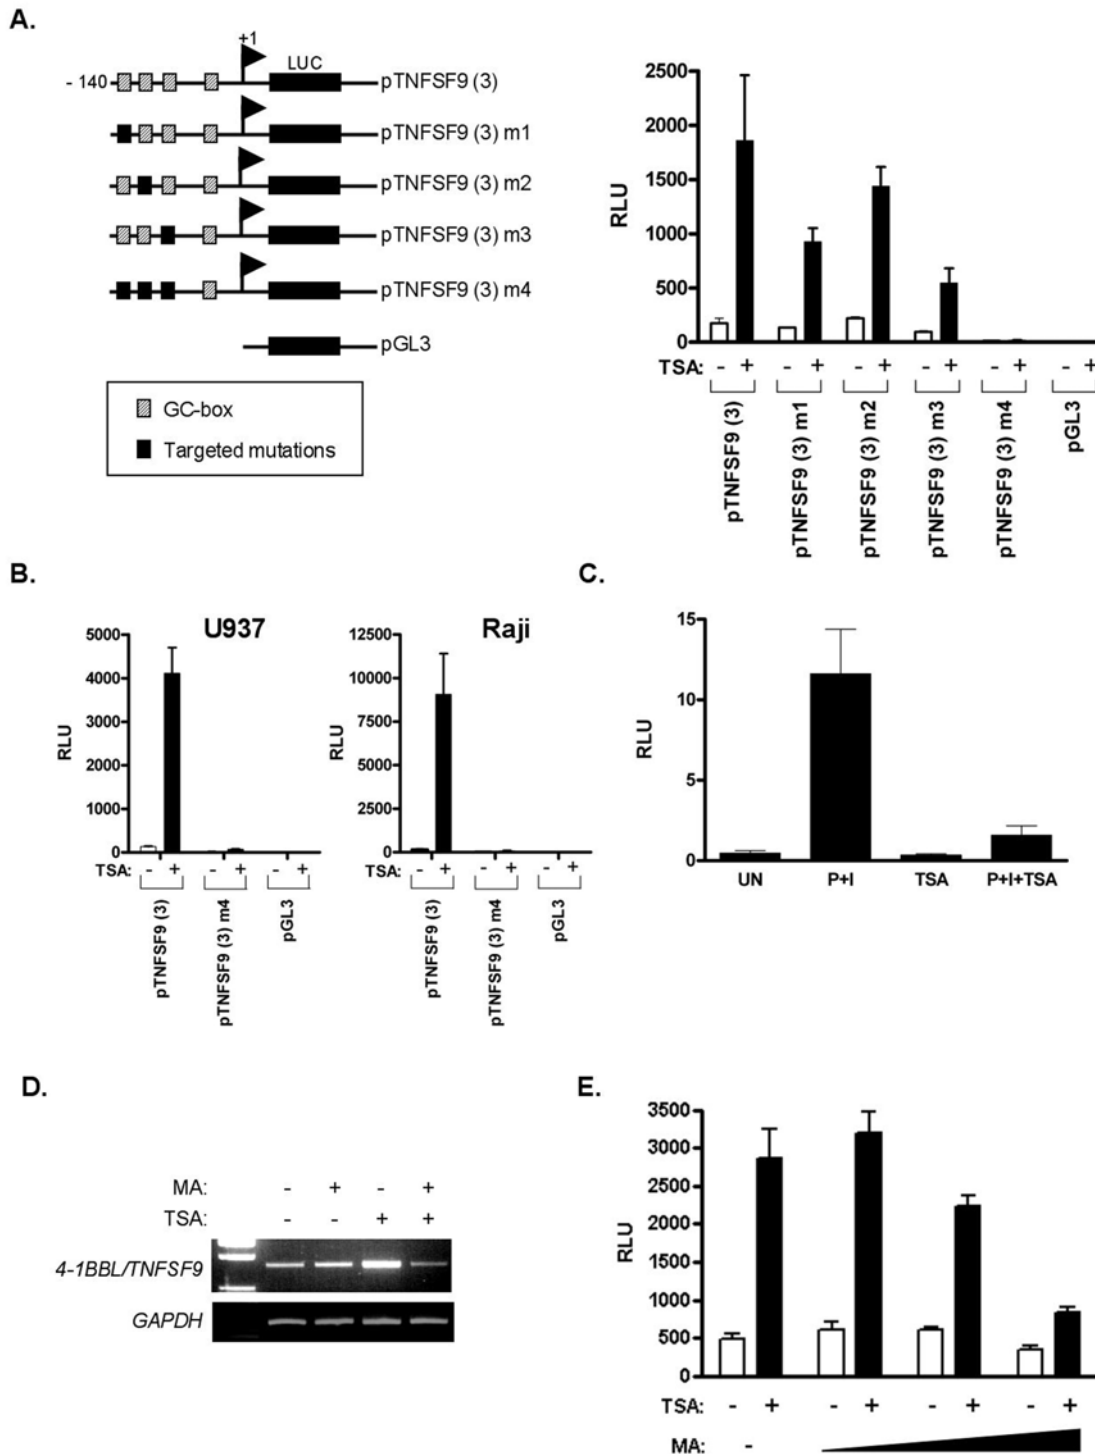 A.
+1
LUC
- 140
pTNFSF9 (3)
pTNFSF9 (3) m1
pTNFSF9 (3) m2
pTNFSF9 (3) m3
pTNFSF9 (3) m4
pGL3
GC-box
Targeted mutations
RLU
2500
2000
1500
1000
500
0
TSA: - + - + - + - + - + - +
pTNFSF9 (3)
pTNFSF9 (3) m1
pTNFSF9 (3) m2
pTNFSF9 (3) m3
pTNFSF9 (3) m4
pGL3
B.
U937
RLU
5000
4000
3000
2000
1000
0
TSA: - + - + - +
pTNFSF9 (3)
pTNFSF9 (3) m4
pGL3
Raji
RLU
12500
10000
7500
5000
2500
0
TSA: - + - + - +
pTNFSF9 (3)
pTNFSF9 (3) m4
pGL3
C.
RLU
15
10
5
0
UN P+I TSA P+I+TSA
D.
MA: - + - +
TSA: - - + +
4-1BBL/TNFSF9
GAPDH
E.
RLU
3500
3000
2500
2000
1500
1000
500
0
TSA: - + - + - + - +
MA: -